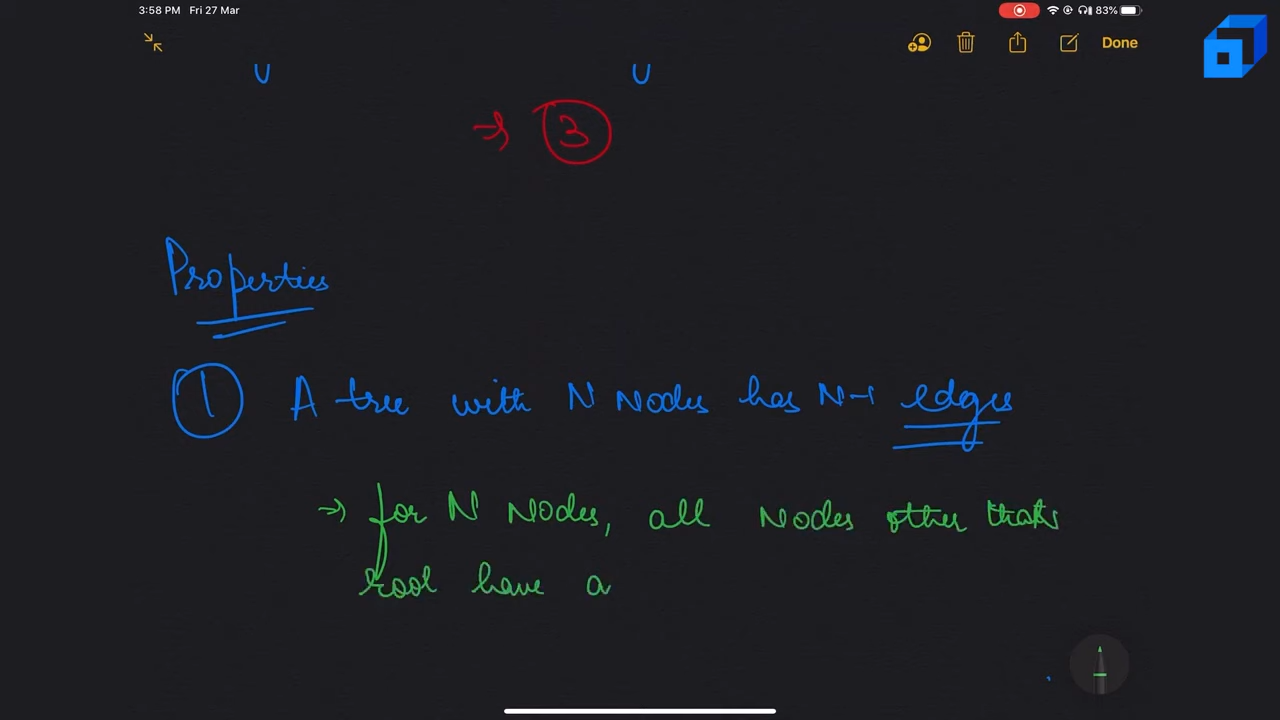 3:58 PM Fri 27 Mar
83%
Done
→ 3
Properties
1 A tree with N Nodes has N-1 edges
→ for N Nodes, all Nodes other than
root have a